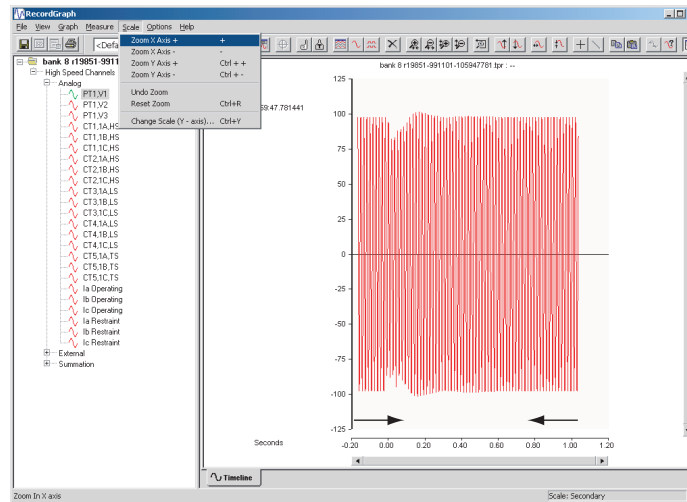 RecordGraph
File View Graph Measure Scale Options Help
Zoom X Axis + +
Zoom X Axis - -
Zoom Y Axis + Ctrl + +
Zoom Y Axis - Ctrl + -
Undo Zoom
Reset Zoom Ctrl+R
Change Scale (Y - axis)... Ctrl+Y
<Defa
bank 8 r19851-9911
High Speed Channels
Analog
PT1,V1
PT1,V2
PT1,V3
CT1,1A,HS
CT1,1B,HS
CT1,1C,HS
CT2,1A,HS
CT2,1B,HS
CT2,1C,HS
CT3,1A,LS
CT3,1B,LS
CT3,1C,LS
CT4,1A,LS
CT4,1B,LS
CT4,1C,LS
CT5,1A,TS
CT5,1B,TS
CT5,1C,TS
Ia Operating
Ib Operating
Ic Operating
Ia Restraint
Ib Restraint
Ic Restraint
External
Summation
bank 8 r19851-991101-105947781.tpr : --
59:47.781441
125
100
75
50
25
0
-25
-50
-75
-100
-125
Seconds
-0.20 0.00 0.20 0.40 0.60 0.80 1.00 1.20
Timeline
Zoom In X axis
Scale: Secondary